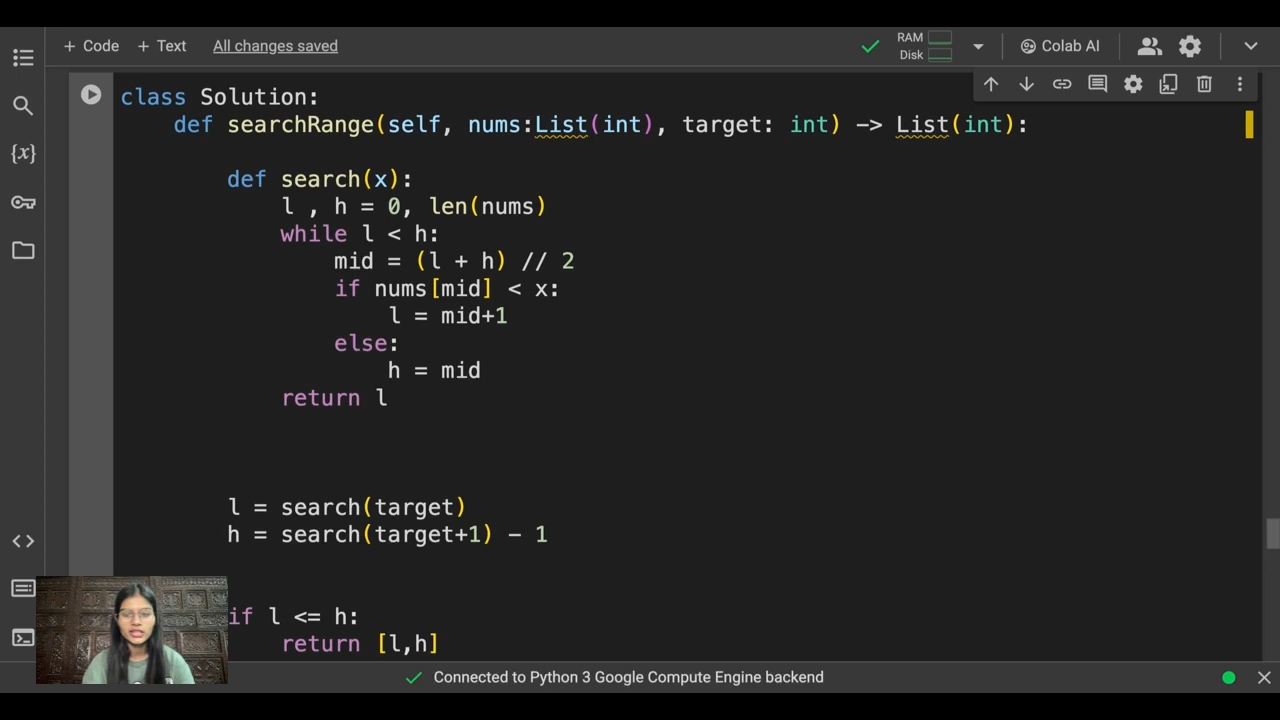 + Code + Text All changes saved RAM Disk Colab AI
class Solution:
def searchRange(self, nums:List(int), target: int) -> List(int):
def search(x):
l , h = 0, len(nums)
while l < h:
mid = (l + h) // 2
if nums[mid] < x:
l = mid+1
else:
h = mid
return l
l = search(target)
h = search(target+1) - 1
if l <= h:
return [l,h]
Connected to Python 3 Google Compute Engine backend